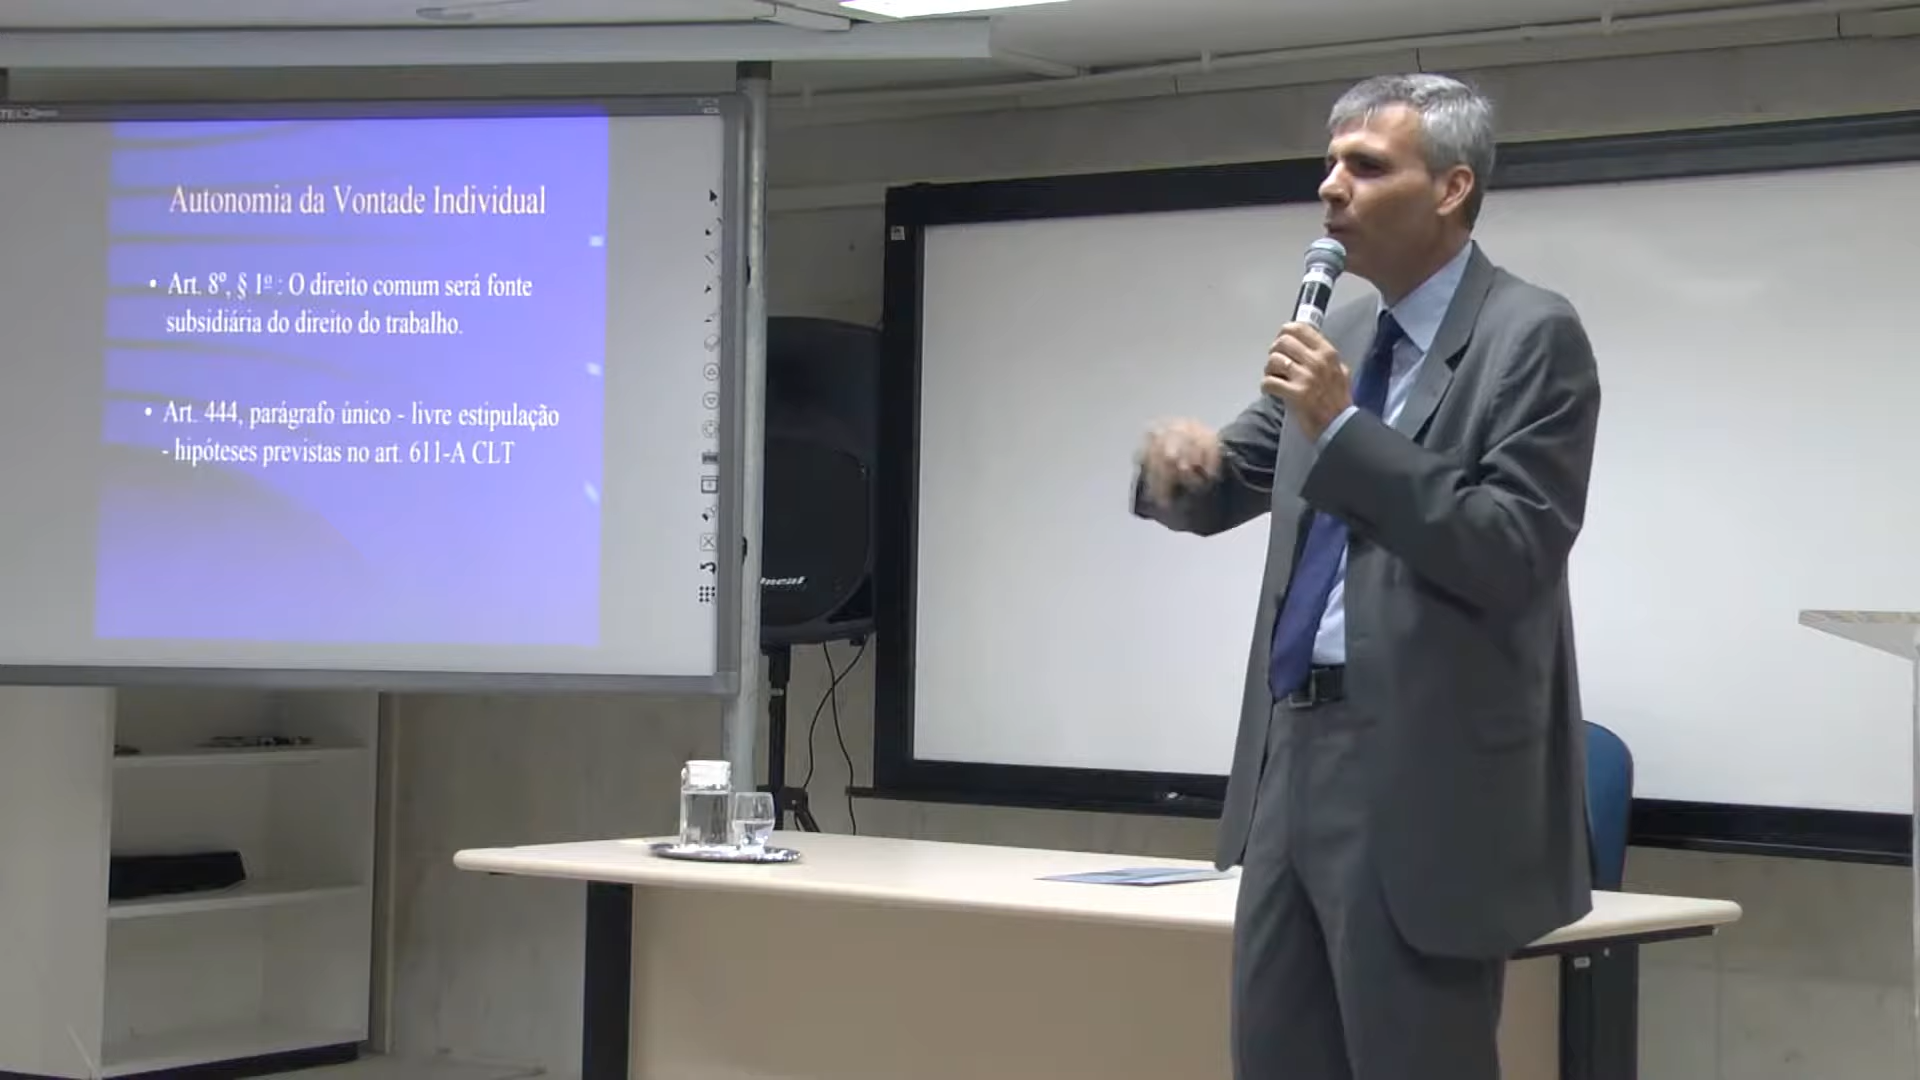 Autonomia da Vontade Individual
• Art. 8º, § 1º : O direito comum será fonte
subsidiária do direito do trabalho.
• Art. 444, parágrafo único - livre estipulação
- hipóteses previstas no art. 611-A CLT